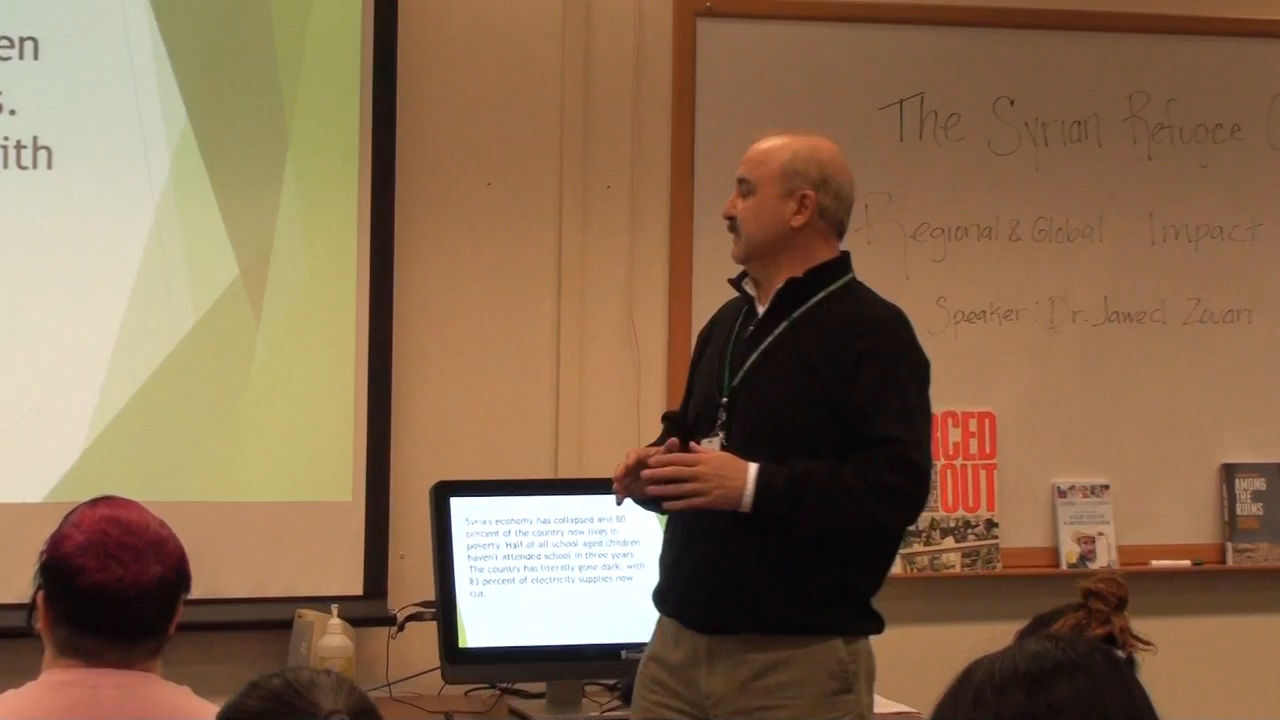 en
s.
ith
The Syrian Refugee C
Regional & Global Impact
Speaker: Dr. Jawed Zouari
Syria's economy has collapsed and 80
percent of the country now lives in
poverty. Half of all school-aged children
haven't attended school in three years.
The country has literally gone dark, with
83 percent of electricity supplies now
cut.
RCED
OUT
AMONG
THE
RUINS